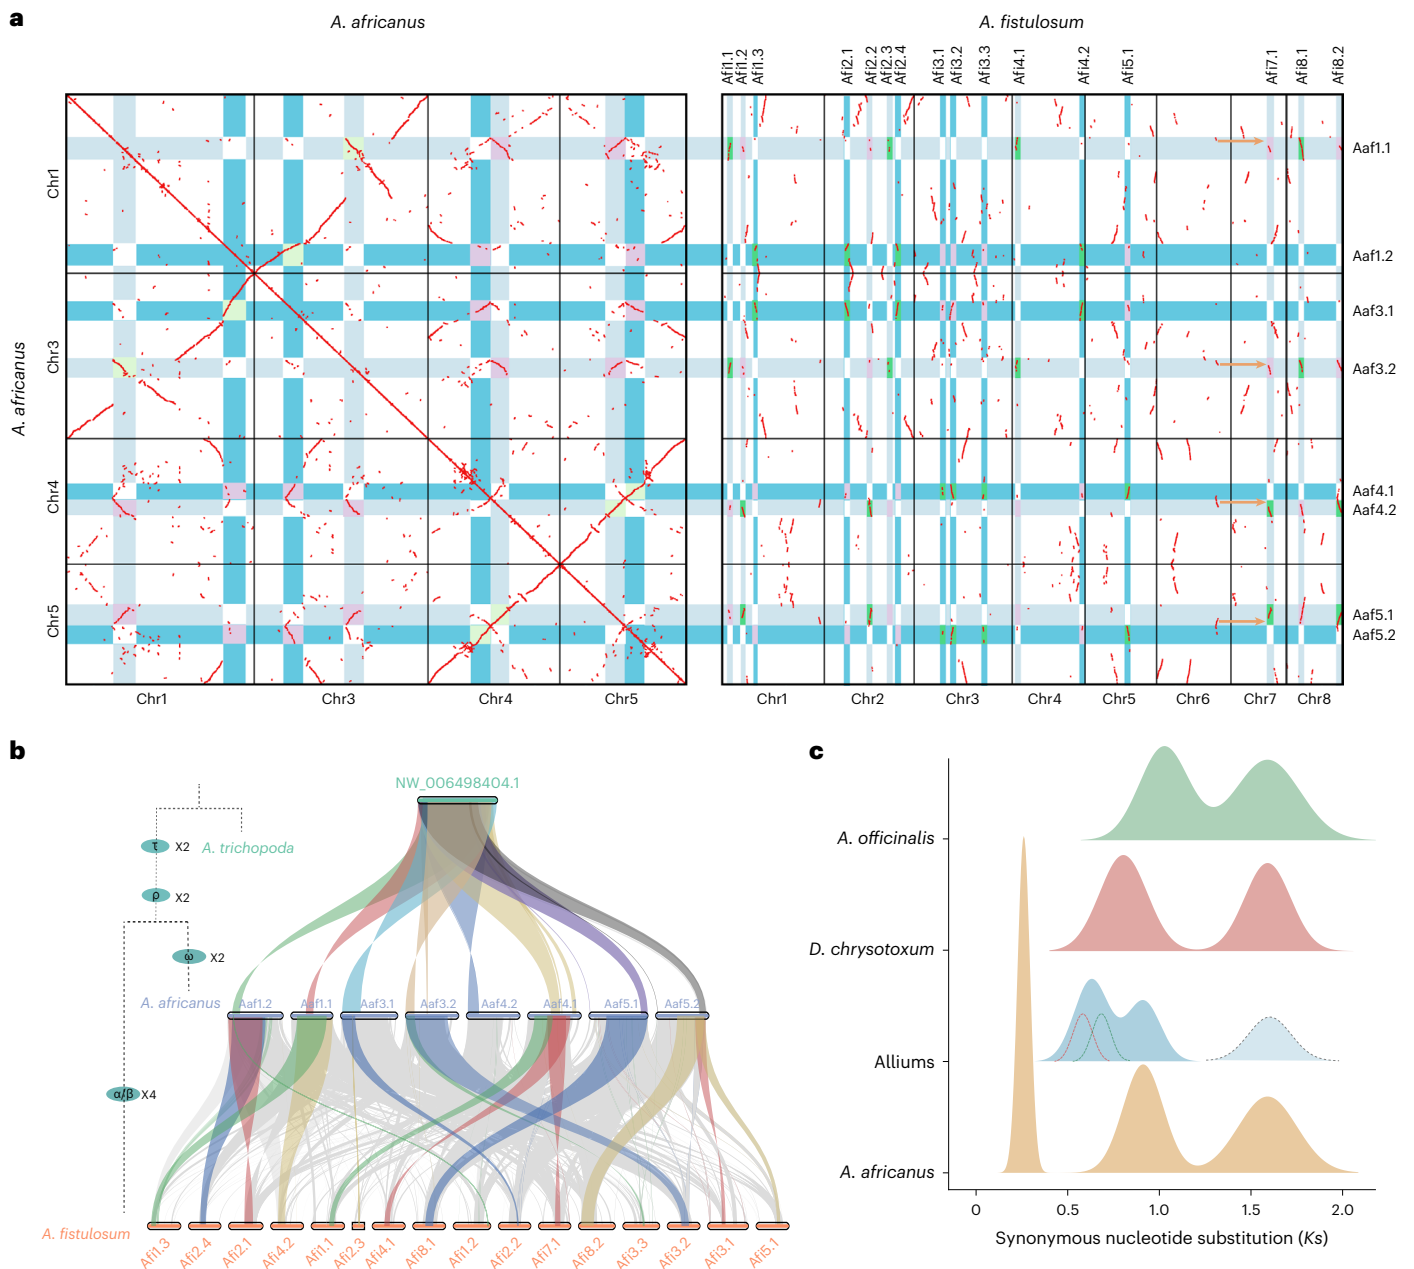 a
A. africanus
A. fistulosum
Afi1.1
Afi1.2
Afi1.3
Afi2.1
Afi2.2
Afi2.3
Afi2.4
Afi3.1
Afi3.2
Afi3.3
Afi4.1
Afi4.2
Afi5.1
Afi7.1
Afi8.1
Afi8.2
A. africanus
Chr1
Chr3
Chr4
Chr5
Aaf1.1
Aaf1.2
Aaf3.1
Aaf3.2
Aaf4.1
Aaf4.2
Aaf5.1
Aaf5.2
Chr1 Chr3 Chr4 Chr5
Chr1 Chr2 Chr3 Chr4 Chr5 Chr6 Chr7 Chr8
b
NW_006498404.1
τ X2 A. trichopoda
ρ X2
ω X2
A. africanus Aaf1.2 Aaf1.1 Aaf3.1 Aaf3.2 Aaf4.2 Aaf4.1 Aaf5.1 Aaf5.2
α/β X4
A. fistulosum
Afi1.3 Afi2.4 Afi2.1 Afi4.2 Afi1.1 Afi2.3 Afi4.1 Afi8.1 Afi1.2 Afi2.2 Afi7.1 Afi8.2 Afi3.3 Afi3.2 Afi3.1 Afi5.1
c
A. officinalis
D. chrysotoxum
Alliums
A. africanus
0 0.5 1.0 1.5 2.0
Synonymous nucleotide substitution (Ks)